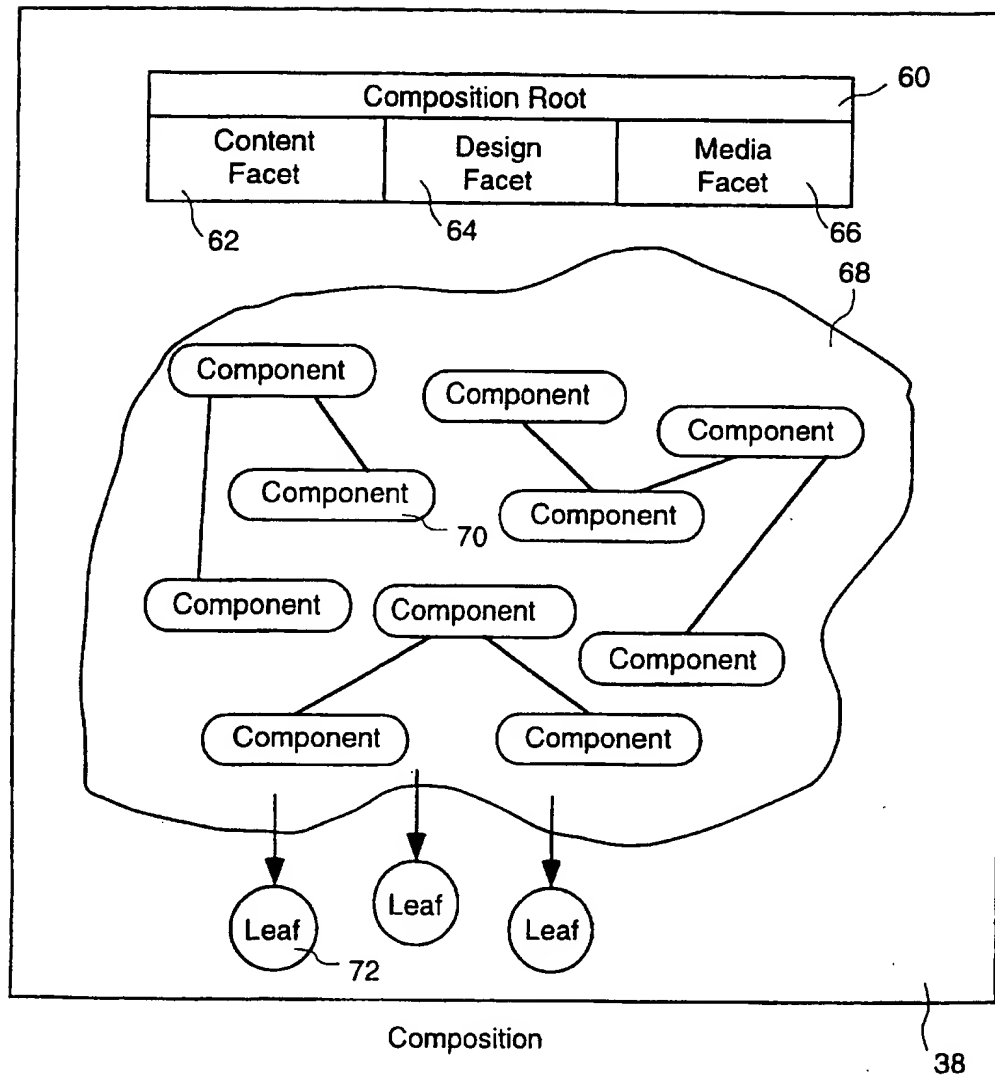 Composition Root
60
Content
Facet
Design
Facet
Media
Facet
62
64
66
68
Component
Component
Component
Component
70
Component
Component
Component
Component
Component
Component
Leaf
72
Leaf
Leaf
Composition
38